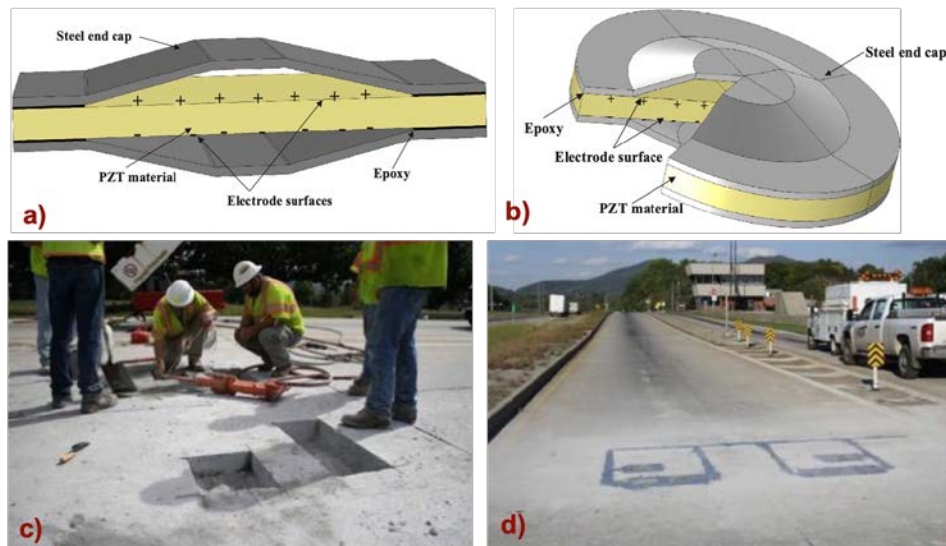 Steel end cap
+ + + + + + +
- - - - - - -
PZT material
Electrode surfaces
Epoxy
a)
Steel end cap
+ + +
Epoxy
Electrode surface
PZT material
b)
c)
d)